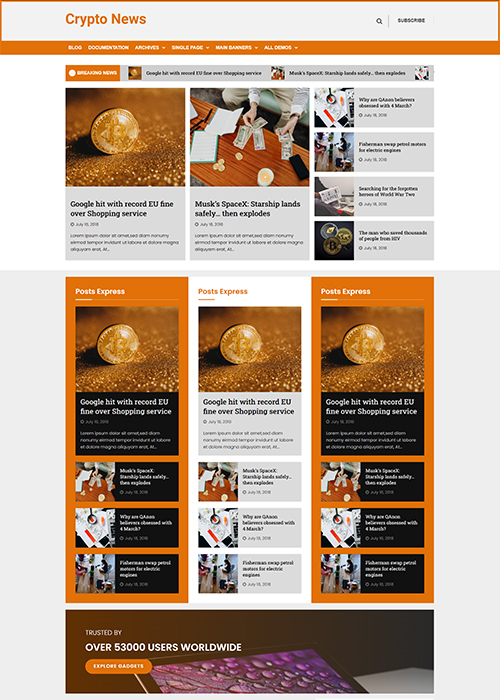 Crypto News
SUBSCRIBE
BLOG DOCUMENTATION ARCHIVES SINGLE PAGE MAIN BANNERS ALL DEMOS
BREAKING NEWS
Google hit with record EU fine over Shopping service
Musk's SpaceX: Starship lands safely... then explodes
Google hit with record EU fine
over Shopping service
July 18, 2018
Lorem ipsum dolor sit amet,sed diam nonumy
eirmod tempor invidunt ut labore et dolore magna
aliquyam erat, At...
Musk's SpaceX: Starship lands
safely... then explodes
July 18, 2018
Lorem ipsum dolor sit amet,sed diam nonumy
eirmod tempor invidunt ut labore et dolore magna
aliquyam erat, At...
Why are QAnon believers
obsessed with 4 March?
July 18, 2018
Fisherman swap petrol motors
for electric engines
July 18, 2018
Searching for the forgotten
heroes of World War Two
July 18, 2018
The man who saved thousands
of people from HIV
July 18, 2018
Posts Express
Google hit with record EU
fine over Shopping service
July 18, 2018
Lorem ipsum dolor sit amet,sed diam
nonumy eirmod tempor invidunt ut labore
et dolore magna aliquyam erat, At...
Musk's SpaceX:
Starship lands safely...
then explodes
July 18, 2018
Why are QAnon
believers obsessed with
4 March?
July 18, 2018
Fisherman swap petrol
motors for electric
engines
July 18, 2018
Posts Express
Google hit with record EU
fine over Shopping service
July 18, 2018
Lorem ipsum dolor sit amet,sed diam
nonumy eirmod tempor invidunt ut labore
et dolore magna aliquyam erat, At...
Musk's SpaceX:
Starship lands safely...
then explodes
July 18, 2018
Why are QAnon
believers obsessed with
4 March?
July 18, 2018
Fisherman swap petrol
motors for electric
engines
July 18, 2018
Posts Express
Google hit with record EU
fine over Shopping service
July 18, 2018
Lorem ipsum dolor sit amet,sed diam
nonumy eirmod tempor invidunt ut labore
et dolore magna aliquyam erat, At...
Musk's SpaceX:
Starship lands safely...
then explodes
July 18, 2018
Why are QAnon
believers obsessed with
4 March?
July 18, 2018
Fisherman swap petrol
motors for electric
engines
July 18, 2018
TRUSTED BY
OVER 53000 USERS WORLDWIDE
EXPLORE GADGETS